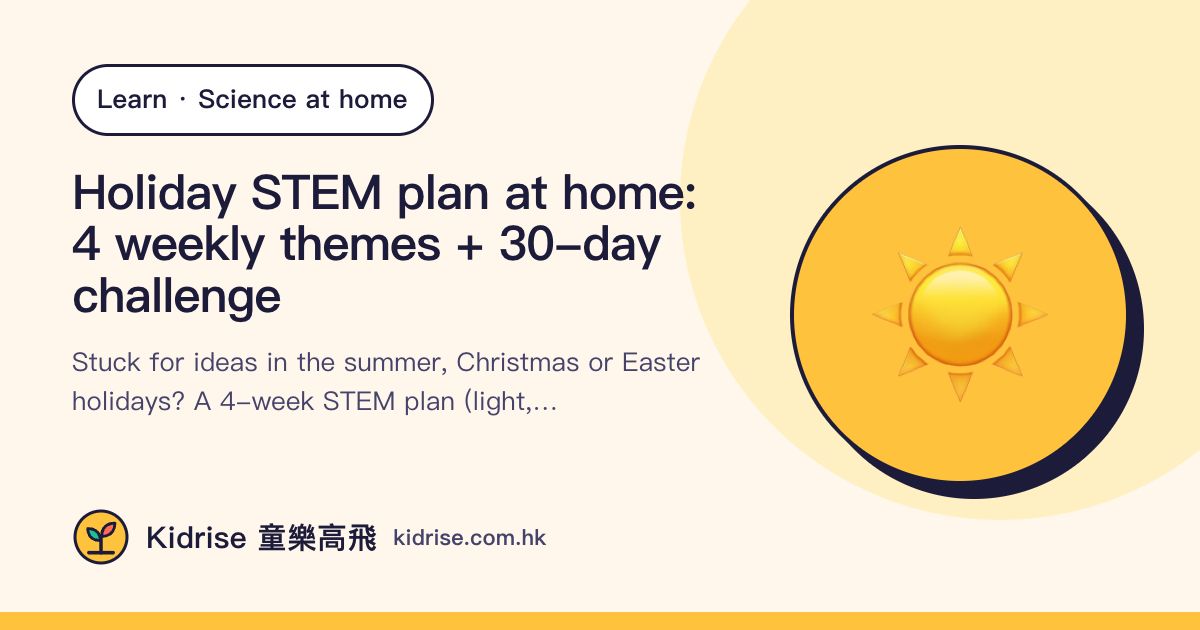 Learn · Science at home
Holiday STEM plan at home:
4 weekly themes + 30–day
challenge
Stuck for ideas in the summer, Christmas or Easter
holidays? A 4–week STEM plan (light,...
Kidrise 童樂高飛 kidrise.com.hk